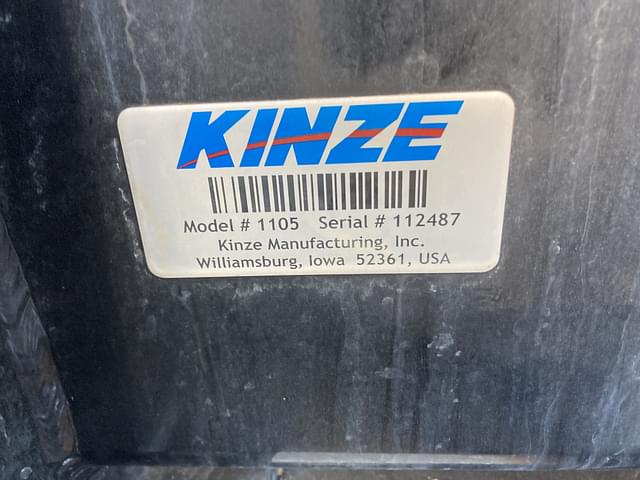 KINZE
Model # 1105 Serial # 112487
Kinze Manufacturing, Inc.
Williamsburg, Iowa 52361, USA